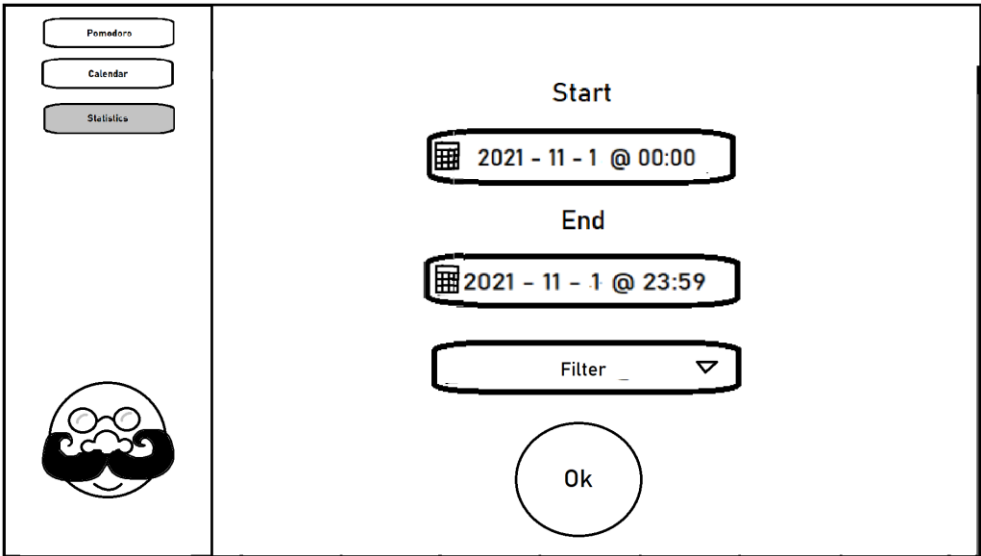 Pomodoro
Calendar
Statistics
Start
2021 - 11 - 1 @ 00:00
End
2021 - 11 - 1 @ 23:59
Filter
Ok